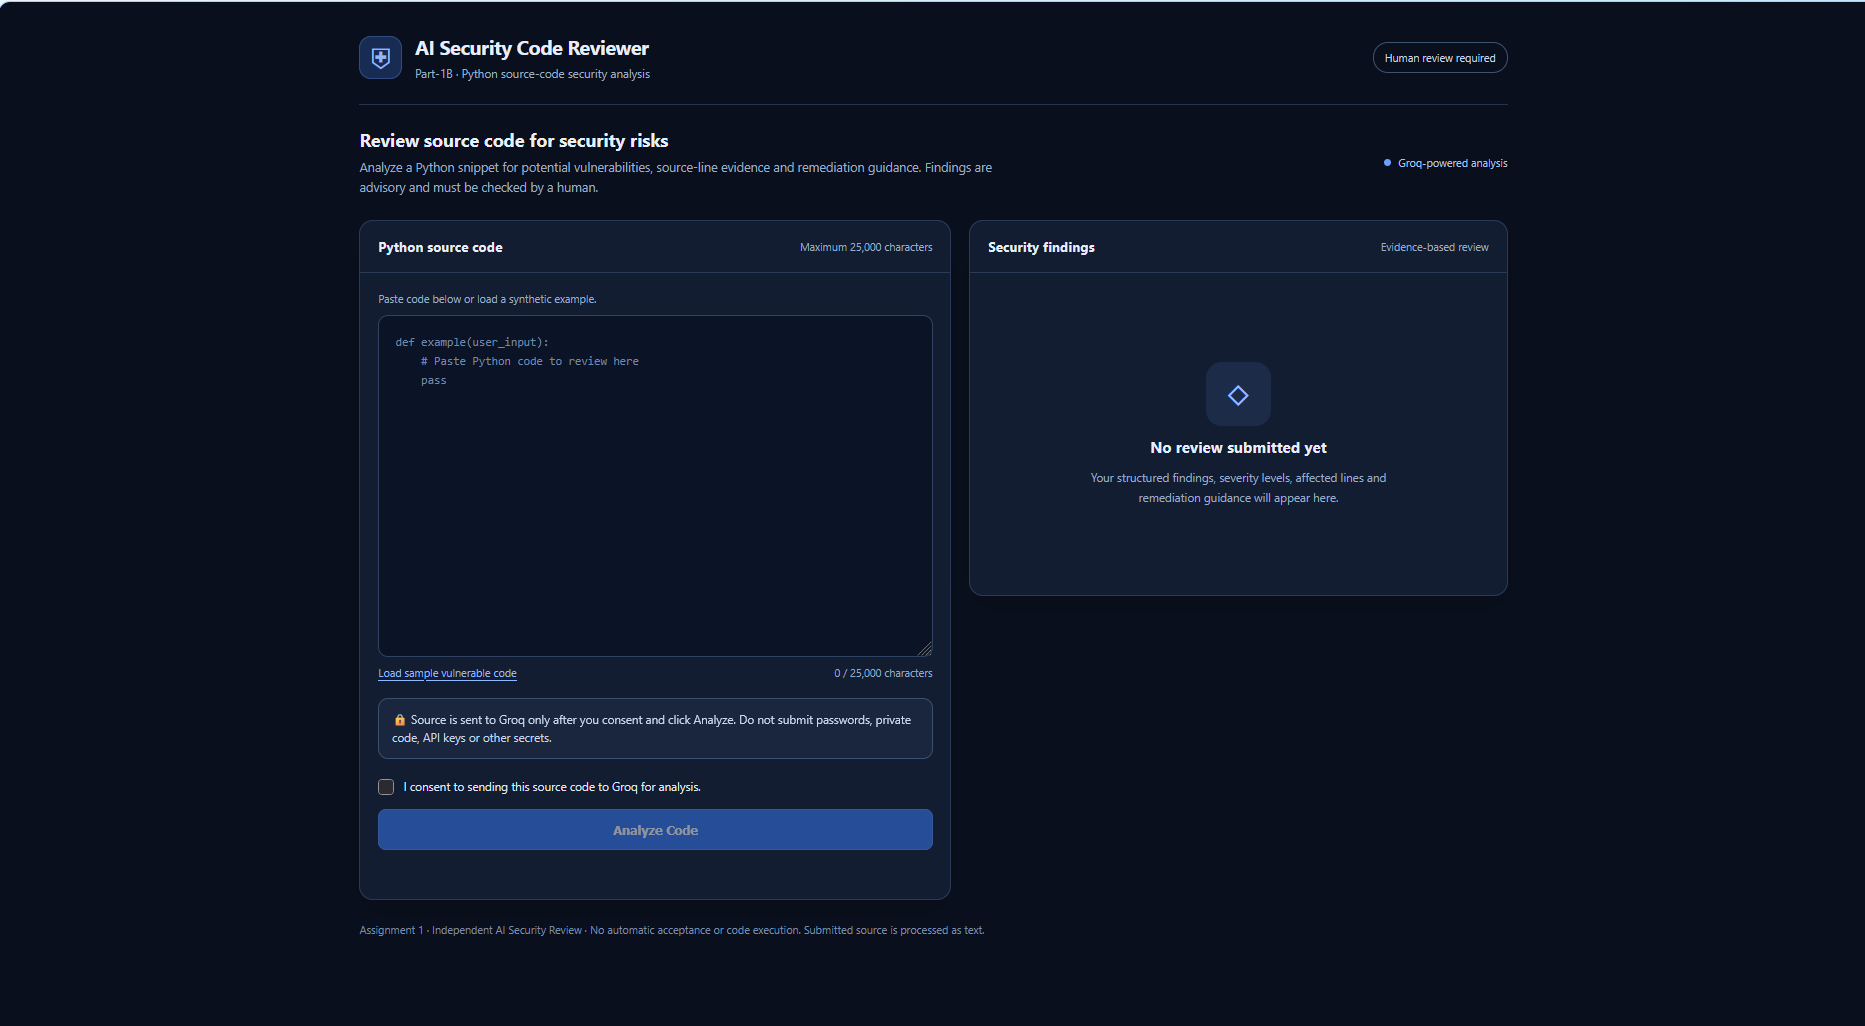 AI Security Code Reviewer
Part-1B · Python source-code security analysis
Human review required
Review source code for security risks
Analyze a Python snippet for potential vulnerabilities, source-line evidence and remediation guidance. Findings are
advisory and must be checked by a human.
Groq-powered analysis
Python source code
Maximum 25,000 characters
Paste code below or load a synthetic example.
def example(user_input):
    # Paste Python code to review here
    pass
Load sample vulnerable code
0 / 25,000 characters
🔒 Source is sent to Groq only after you consent and click Analyze. Do not submit passwords, private
code, API keys or other secrets.
I consent to sending this source code to Groq for analysis.
Analyze Code
Security findings
Evidence-based review
No review submitted yet
Your structured findings, severity levels, affected lines and
remediation guidance will appear here.
Assignment 1 · Independent AI Security Review · No automatic acceptance or code execution. Submitted source is processed as text.